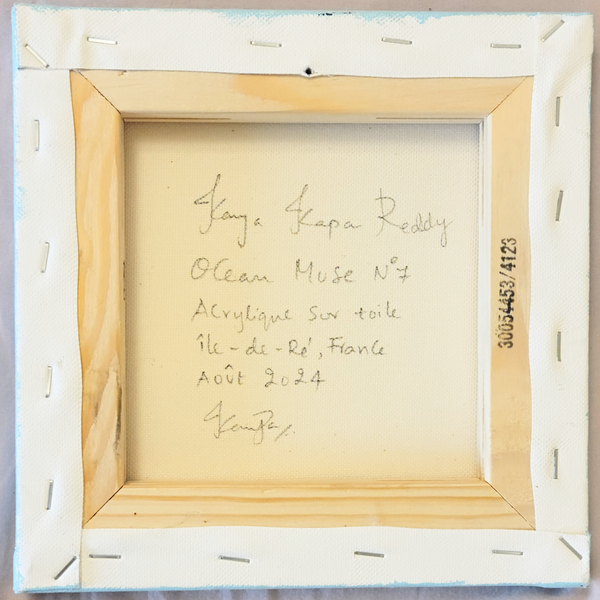 Kanya Kapa Reddy
Ocean Muse N°7
Acrylique sur toile
île-de-Ré, France
Août 2024
30054453/4123